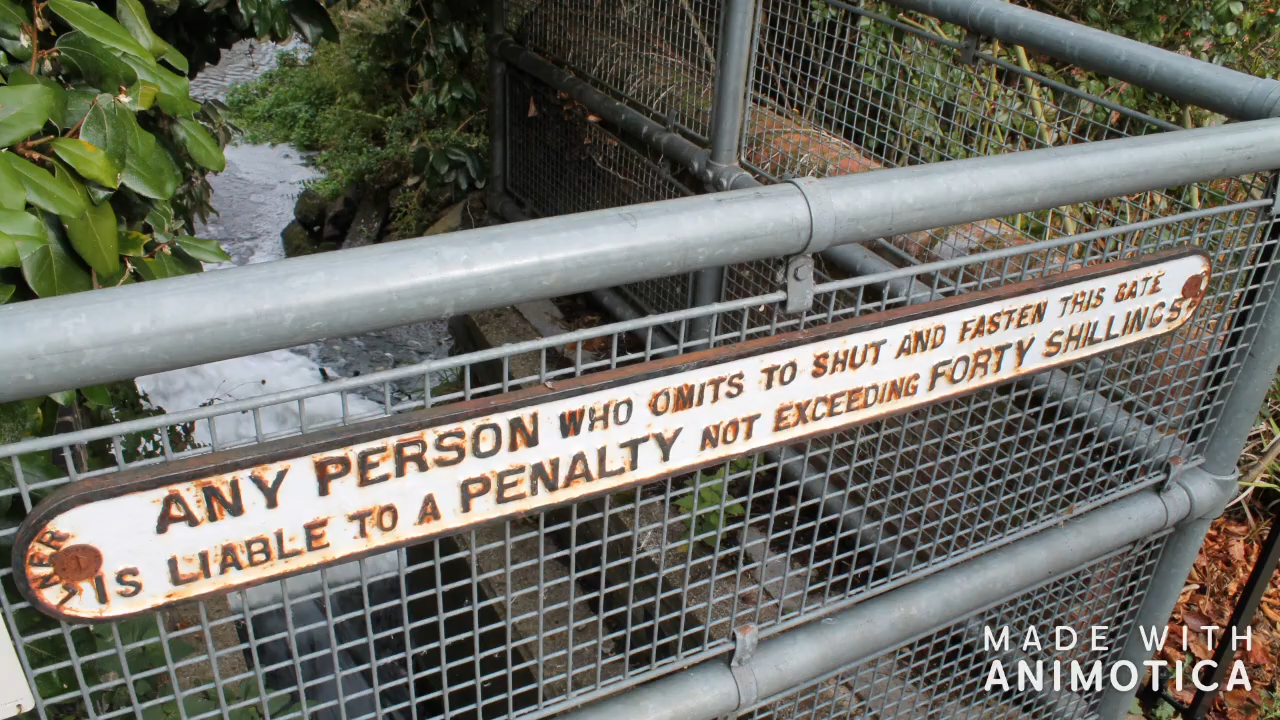 NER
ANY PERSON WHO OMITS TO SHUT AND FASTEN THIS GATE
IS LIABLE TO A PENALTY NOT EXCEEDING FORTY SHILLINGS
MADE WITH
ANIMOTICA